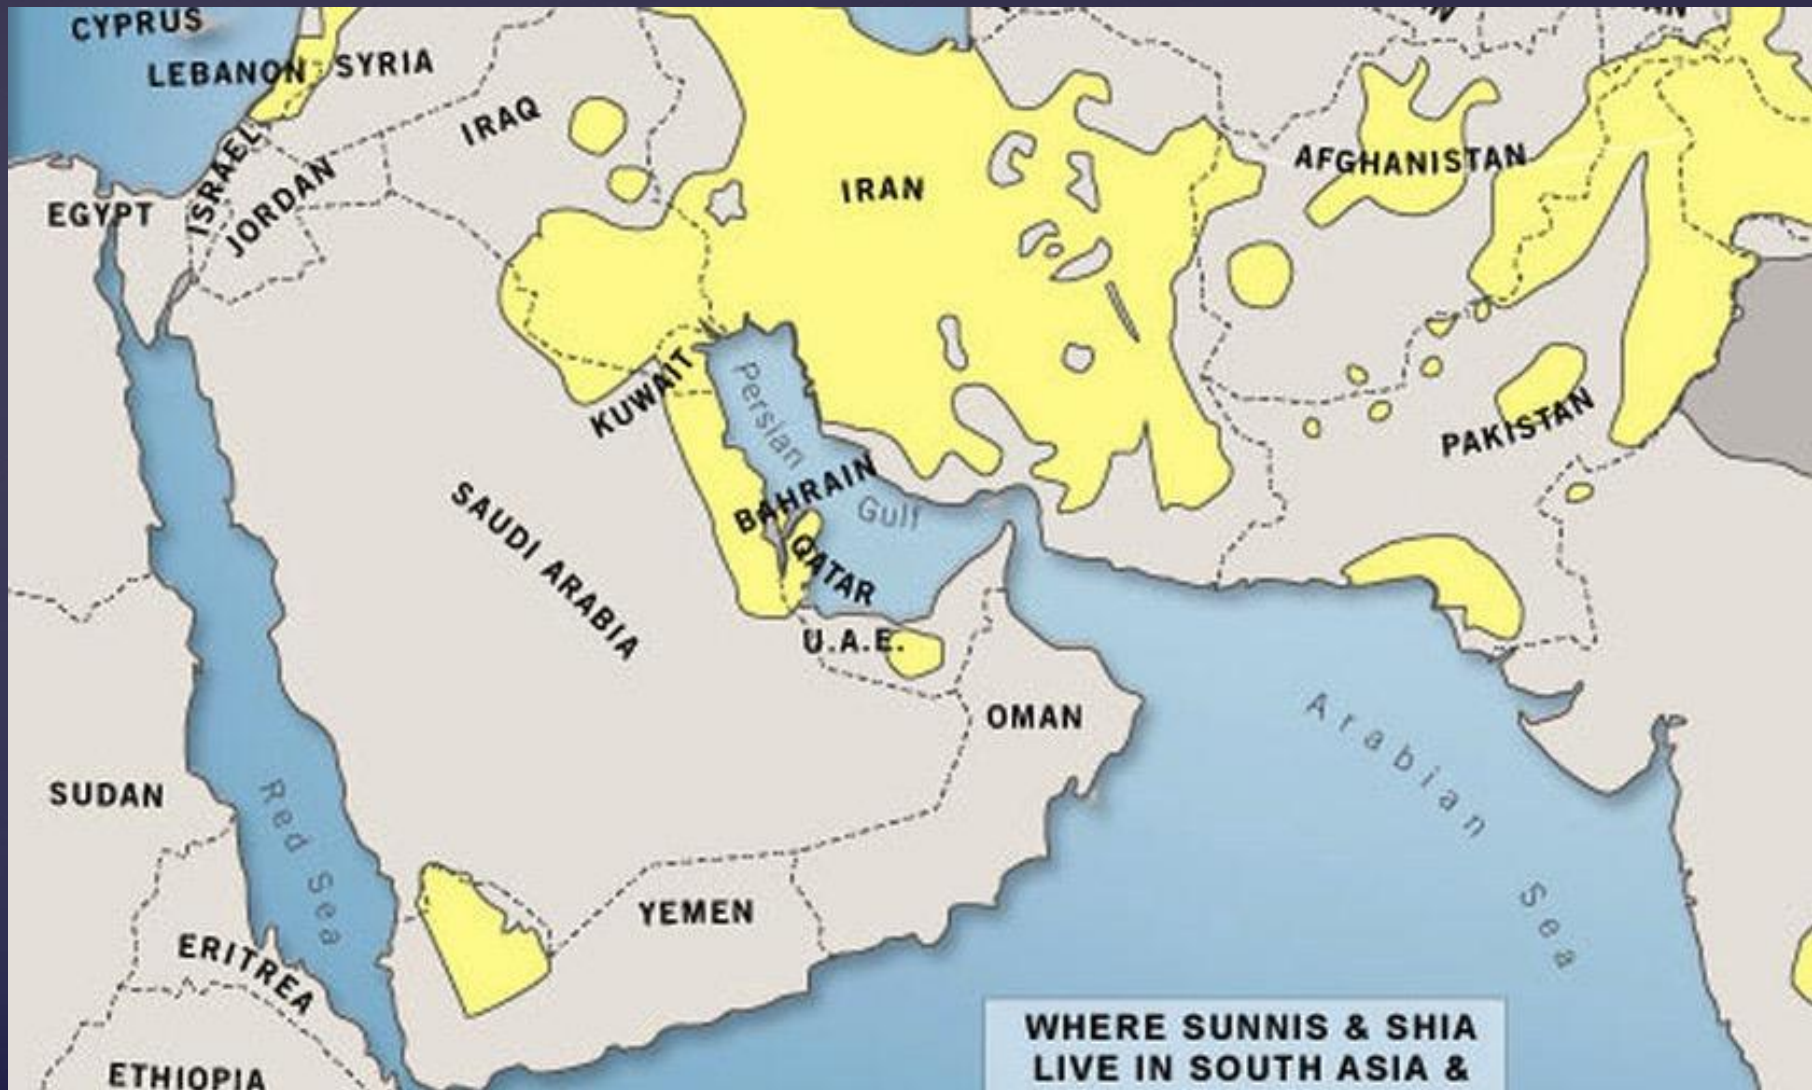 CYPRUS
LEBANON
SYRIA
IRAQ
ISRAEL
JORDAN
EGYPT
IRAN
AFGHANISTAN
KUWAIT
Persian
Gulf
BAHRAIN
QATAR
PAKISTAN
SAUDI ARABIA
U.A.E.
OMAN
Arabian Sea
SUDAN
Red Sea
YEMEN
ERITREA
ETHIOPIA
WHERE SUNNIS & SHIA
LIVE IN SOUTH ASIA &